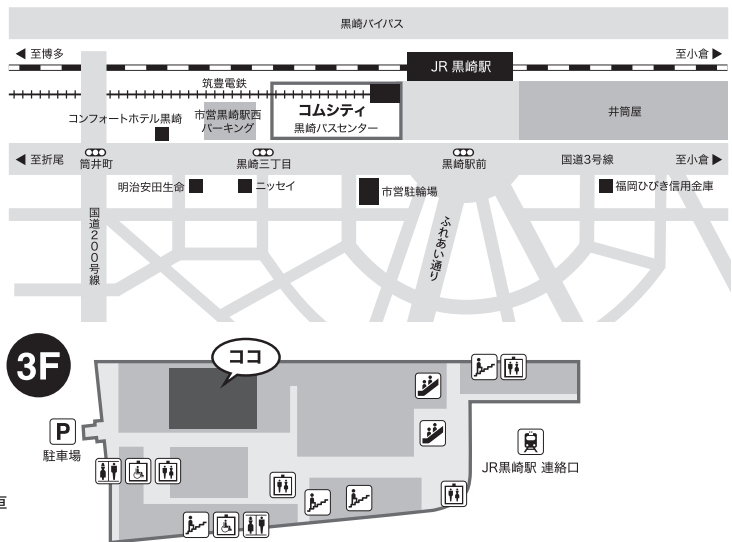 黒崎バイパス
◀ 至博多
JR 黒崎駅
至小倉 ▶
筑豊電鉄
コンフォートホテル黒崎
市営黒崎駅西
パーキング
コムシティ
黒崎バスセンター
井筒屋
◀ 至折尾
筒井町
黒崎三丁目
黒崎駅前
国道3号線
至小倉 ▶
明治安田生命
ニッセイ
市営駐輪場
福岡ひびき信用金庫
国道200号線
ふれあい通り
3F
ココ
P
駐車場
JR黒崎駅 連絡口